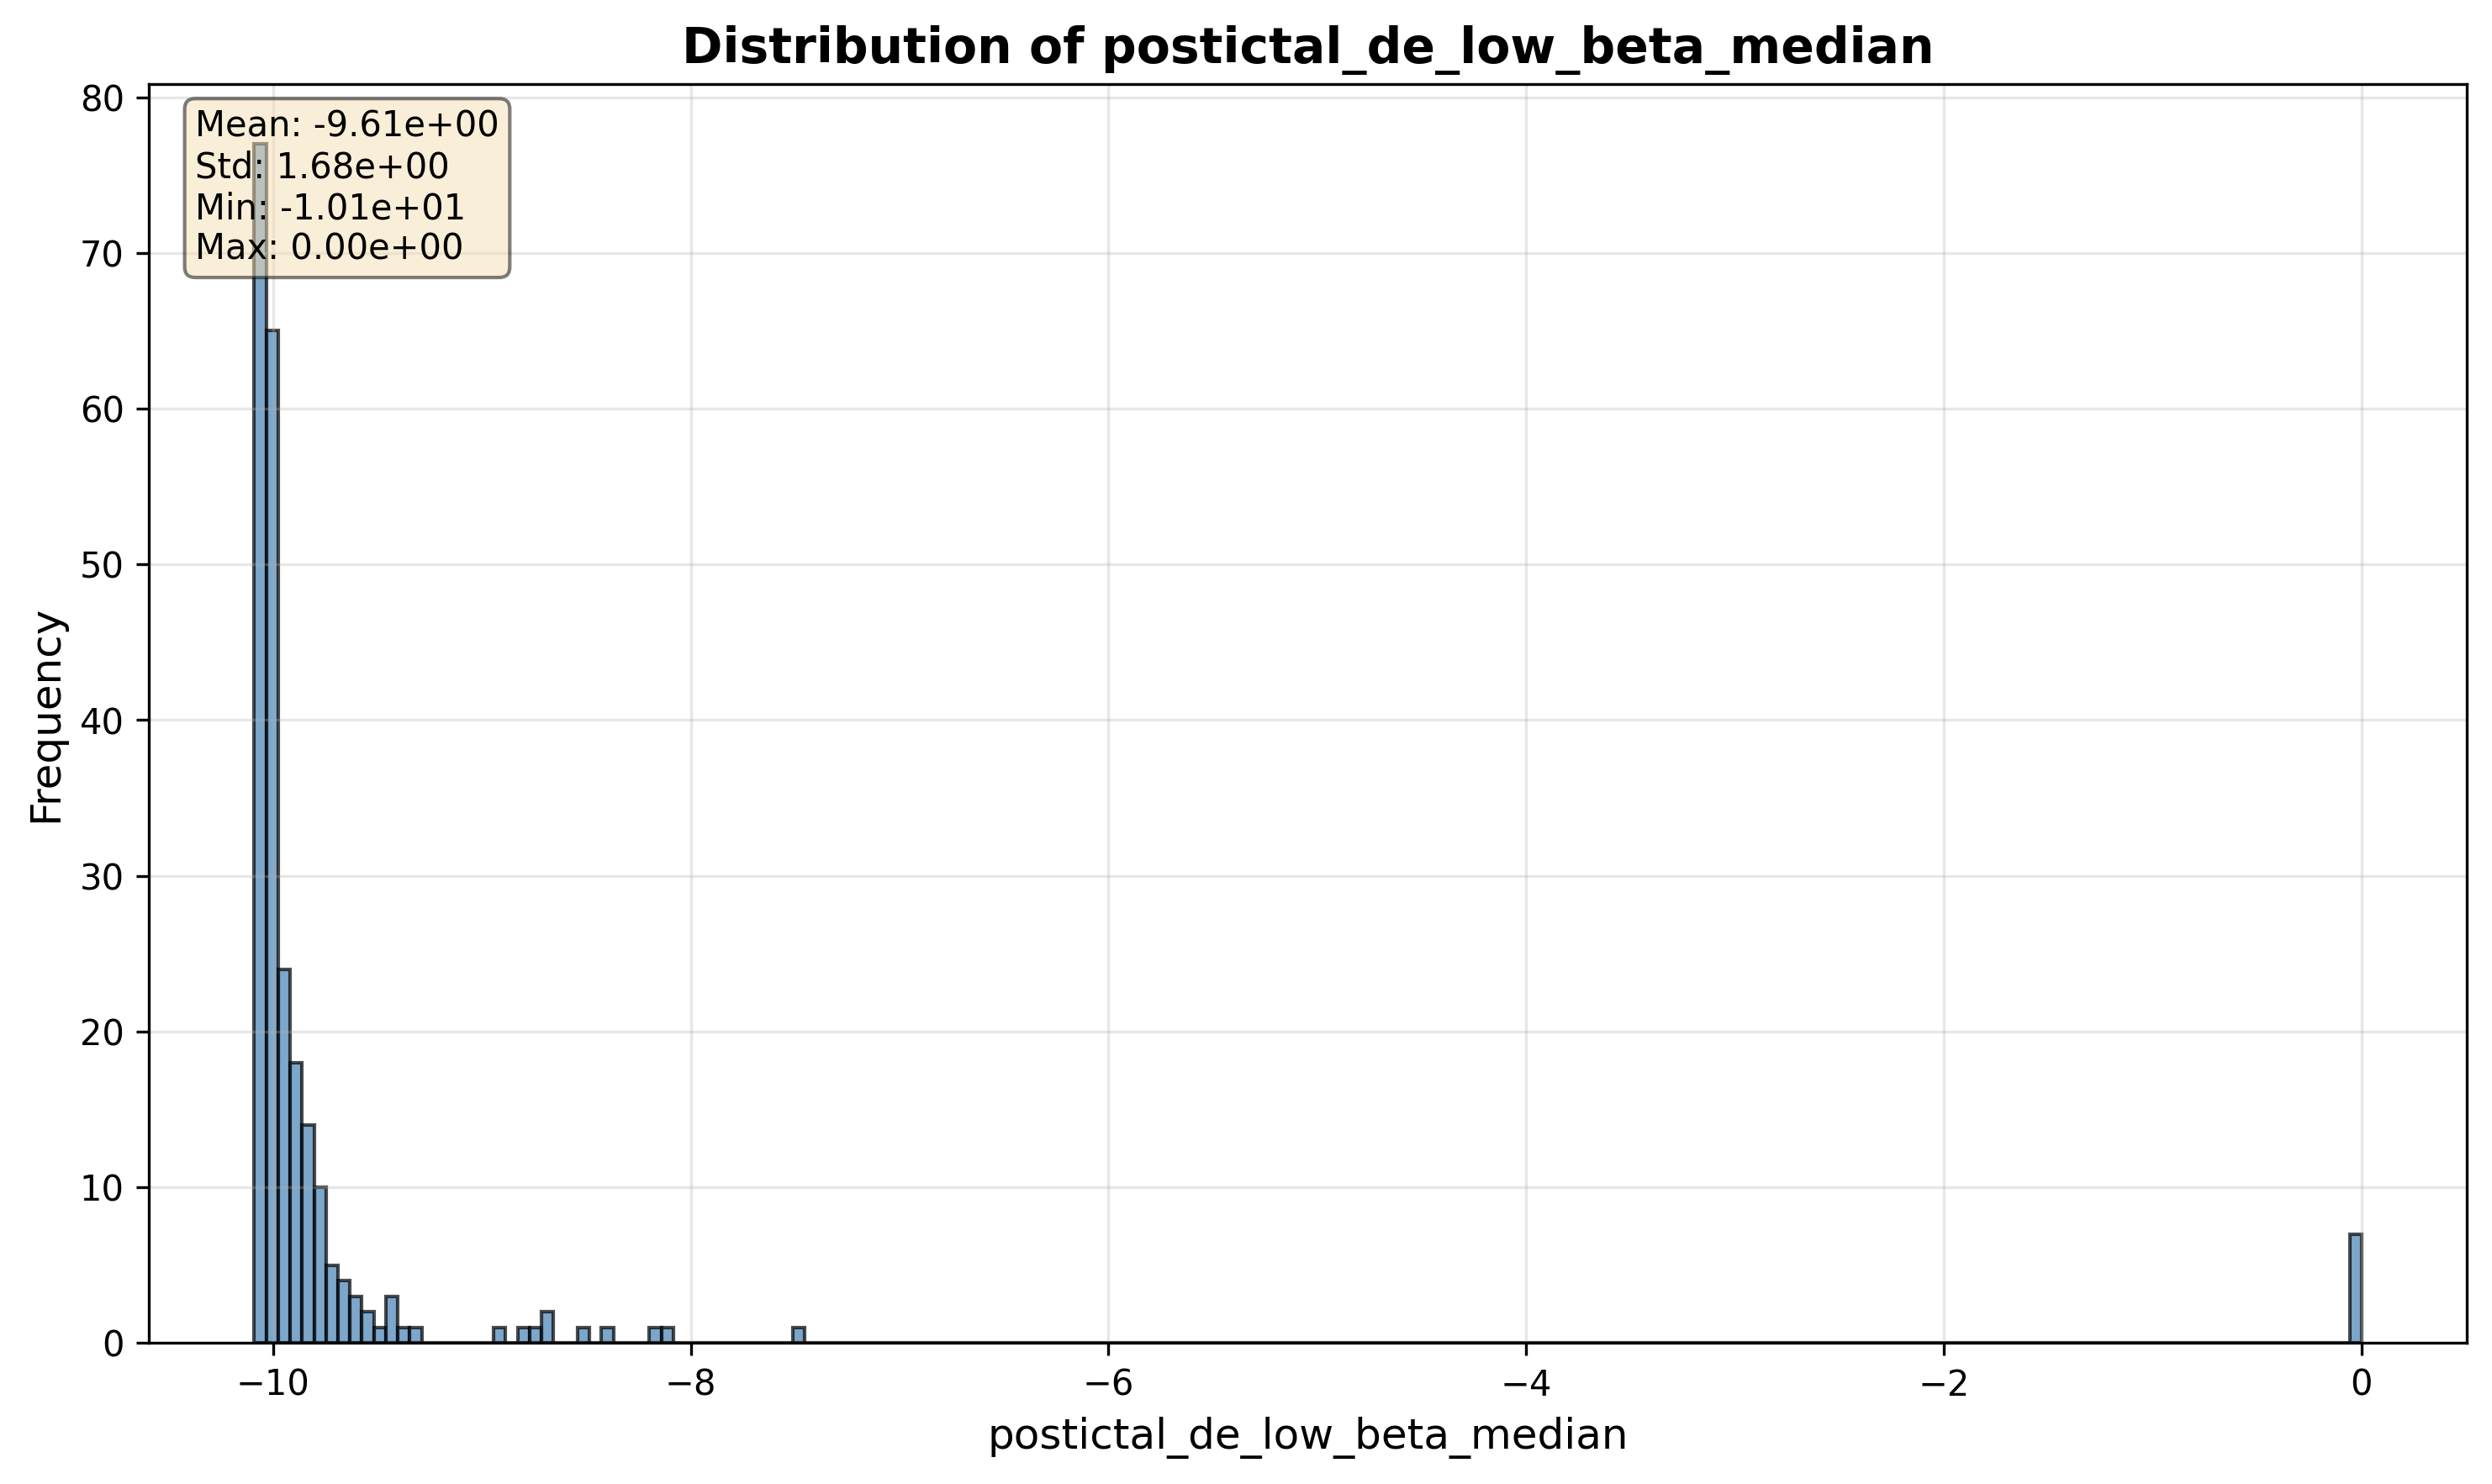 Distribution of postictal_de_low_beta_median
Mean: -9.61e+00
Std: 1.68e+00
Min: -1.01e+01
Max: 0.00e+00
80
70
60
50
40
30
20
10
0
Frequency
−10 −8 −6 −4 −2 0
postictal_de_low_beta_median